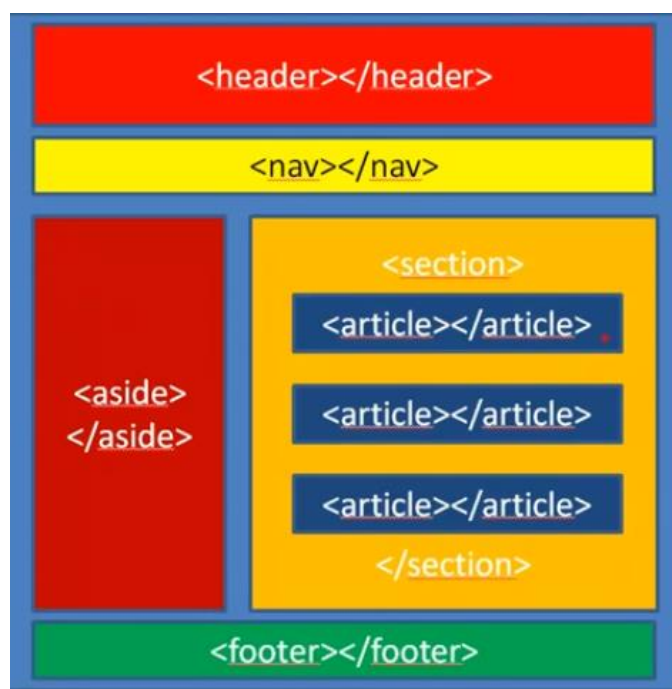 <header></header>
<nav></nav>
<aside>
</aside>
<section>
<article></article>
<article></article>
<article></article>
</section>
<footer></footer>